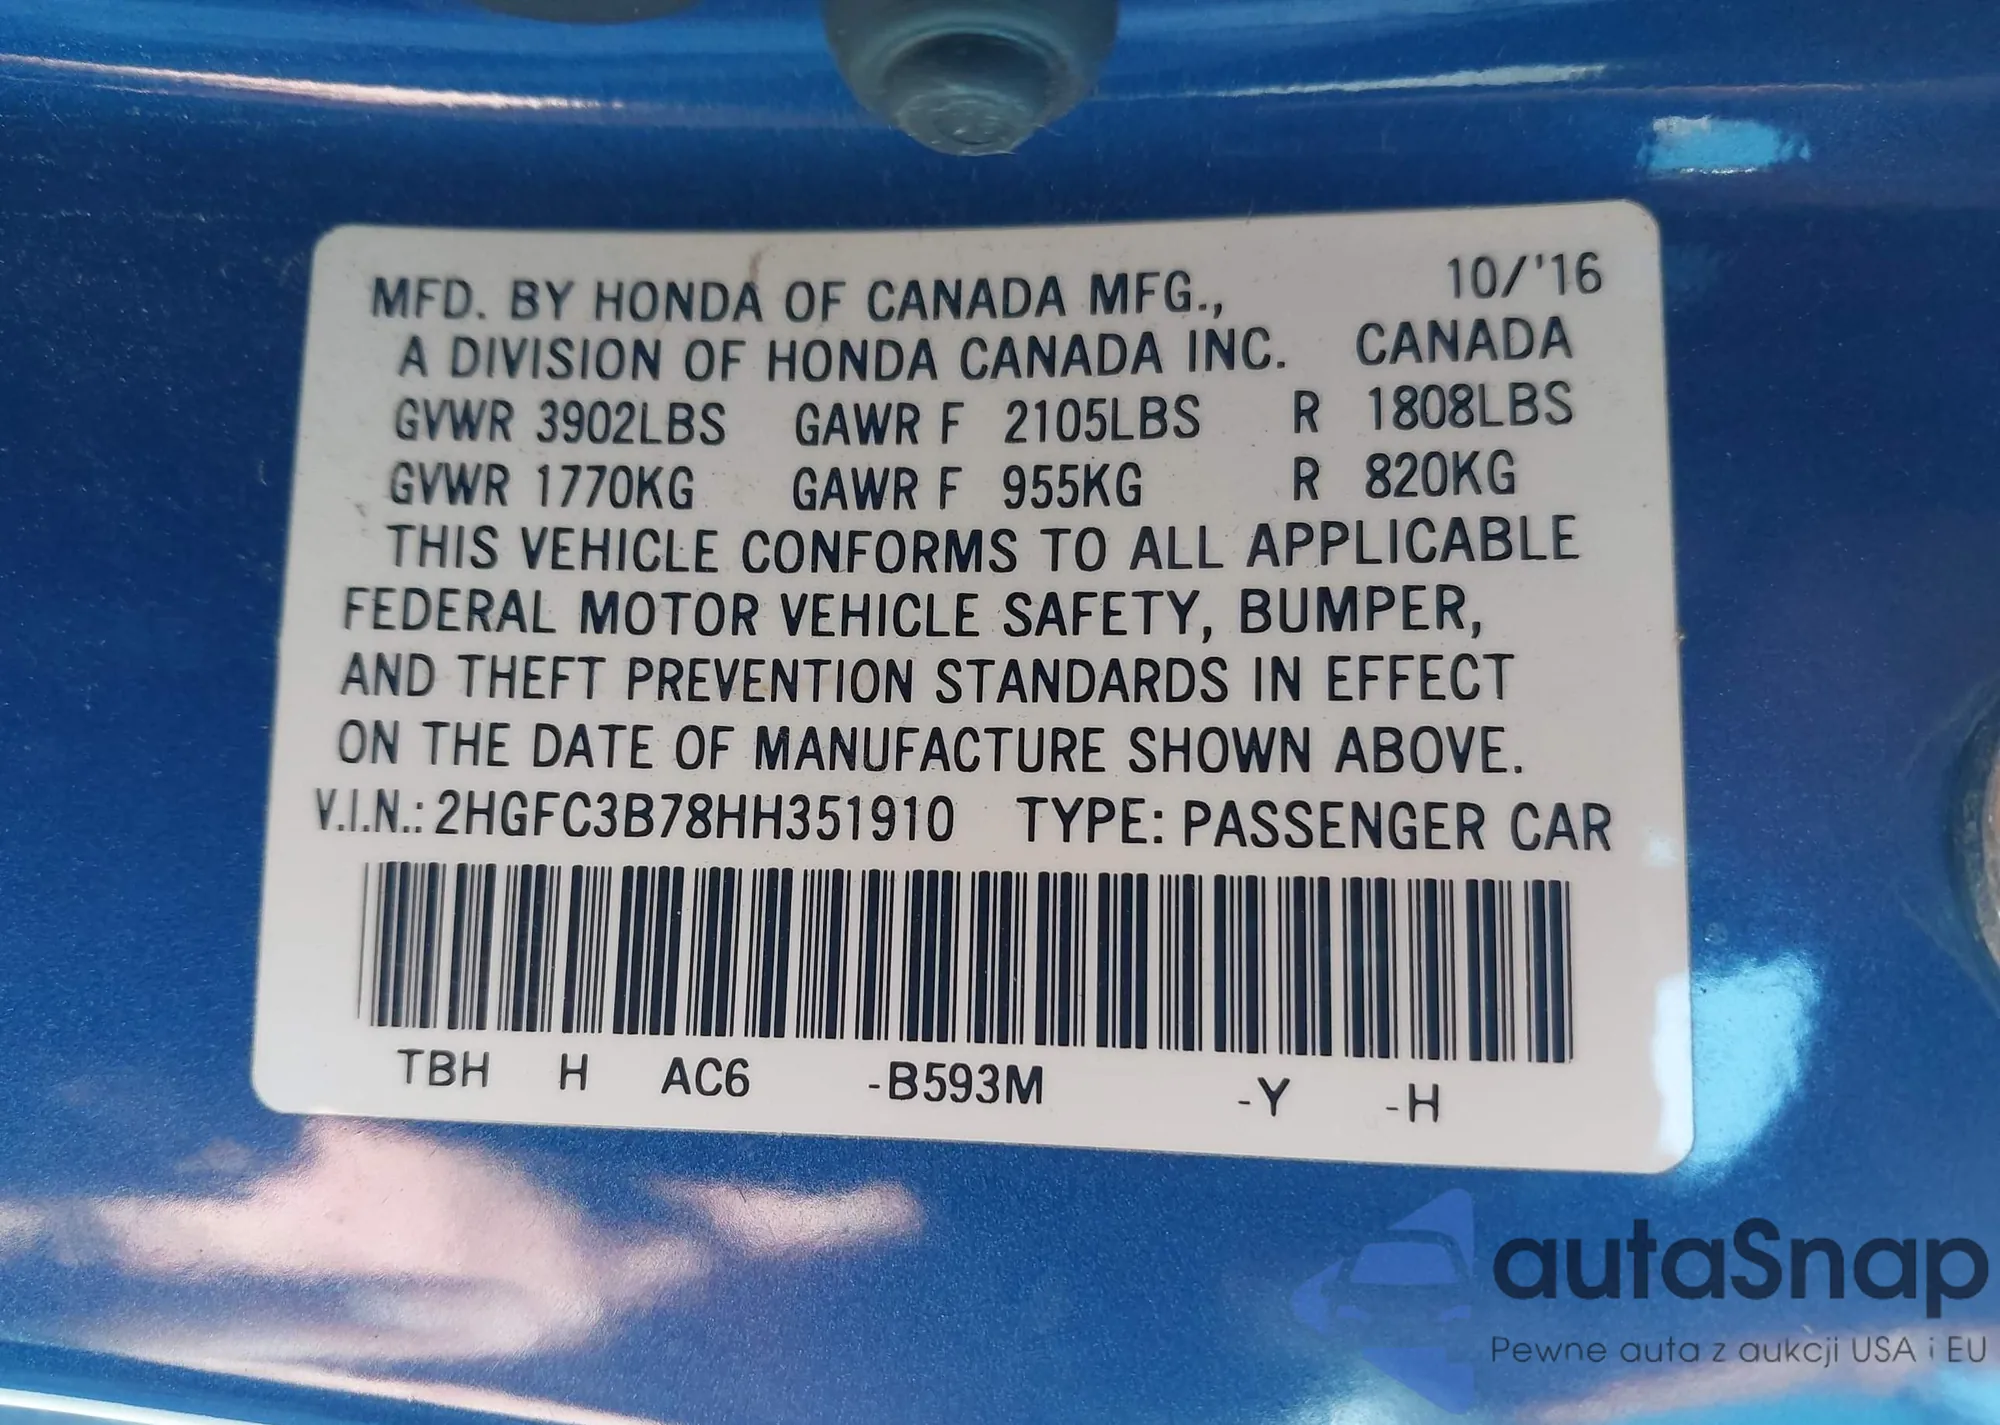 MFD. BY HONDA OF CANADA MFG., 10/'16
A DIVISION OF HONDA CANADA INC. CANADA
GVWR 3902LBS GAWR F 2105LBS R 1808LBS
GVWR 1770KG GAWR F 955KG R 820KG
THIS VEHICLE CONFORMS TO ALL APPLICABLE
FEDERAL MOTOR VEHICLE SAFETY, BUMPER,
AND THEFT PREVENTION STANDARDS IN EFFECT
ON THE DATE OF MANUFACTURE SHOWN ABOVE.
V.I.N.: 2HGFC3B78HH351910 TYPE: PASSENGER CAR
TBH H AC6 -B593M -Y -H
autaSnap
Pewne auta z aukcji USA i EU